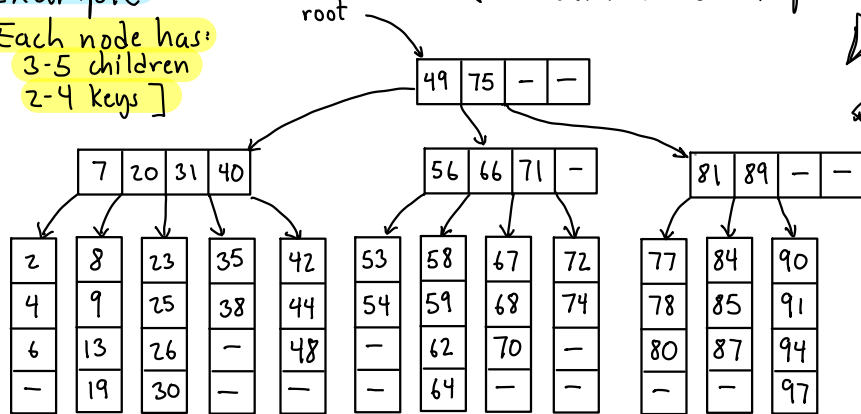 example
root
Each node has:
3-5 children
2-4 keys ]
49 75 - -
7 20 31 40
56 66 71 -
81 89 - -
2 8 23 35 42 53 58 67 72 77 84 90
4 9 25 38 44 54 59 68 74 78 85 91
6 13 26 - 48 - 62 70 - 80 87 94
- 19 30 - - - 64 - - - - 97